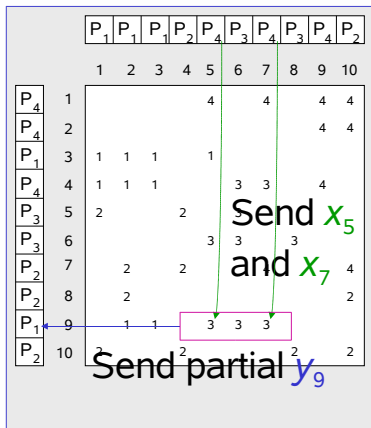 P₁ P₁ P₁ P₂ P₄ P₃ P₄ P₃ P₄ P₂
1 2 3 4 5 6 7 8 9 10
P₄ 1 4 4 4 4
P₄ 2 4 4
P₁ 3 1 1 1 1
P₄ 4 1 1 1 3 3 4
P₃ 5 2 2
Send x₅
P₃ 6 3 3 3
and x₇
P₂ 7 2 2 4
P₂ 8 2 2
P₁ 9 1 1 3 3 3
P₂ 10 2 2 2 2
Send partial y₉